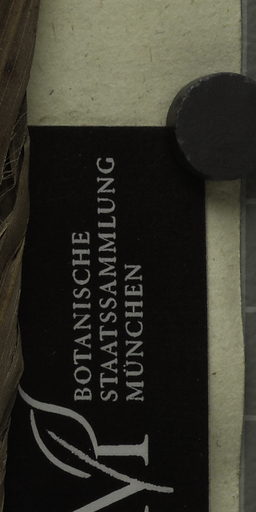 BOTANISCHE
STAATSSAMMLUNG
MÜNCHEN
M